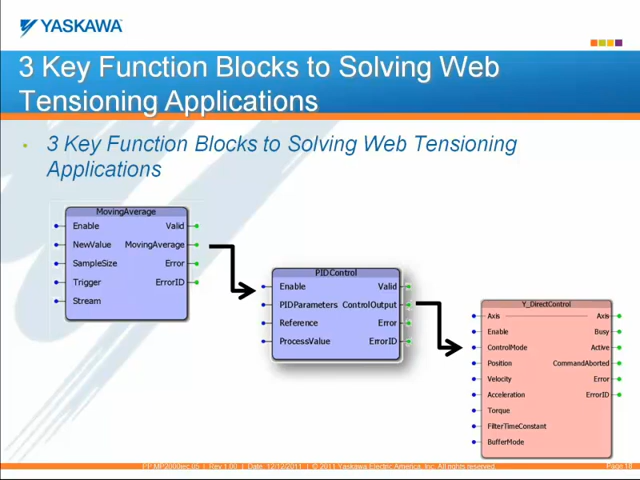 YASKAWA
3 Key Function Blocks to Solving Web
Tensioning Applications
• 3 Key Function Blocks to Solving Web Tensioning
Applications
MovingAverage
Enable Valid
NewValue MovingAverage
SampleSize Error
Trigger ErrorID
Stream
PIDControl
Enable Valid
PIDParameters ControlOutput
Reference Error
ProcessValue ErrorID
Y_DirectControl
Axis Axis
Enable Busy
ControlMode Active
Position CommandAborted
Velocity Error
Acceleration ErrorID
Torque
FilterTimeConstant
BufferMode
PP.MP2000iec.05 | Rev 1.00 | Date: 12/12/2011 | © 2011 Yaskawa Electric America, Inc. All rights reserved. Page 18